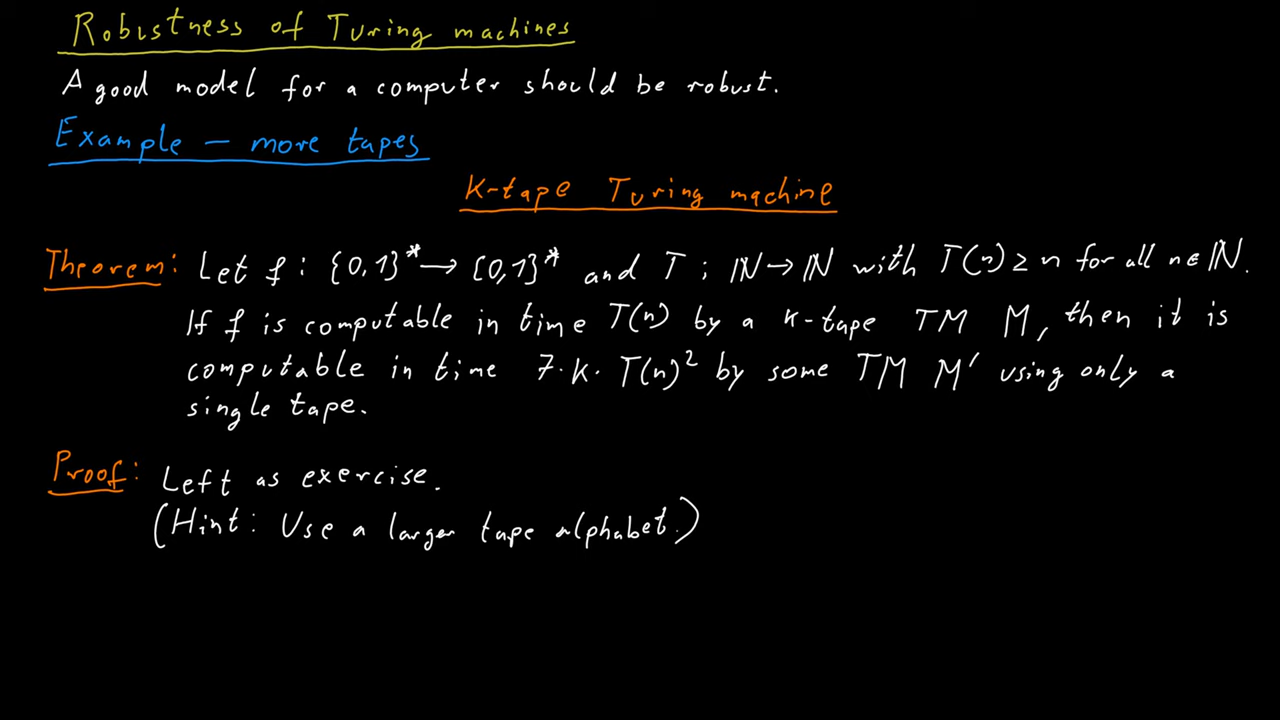 Robustness of Turing machines
A good model for a computer should be robust.
Example – more tapes
K-tape Turing machine
Theorem: Let f : {0,1}* → {0,1}* and T : ℕ → ℕ with T(n) ≥ n for all n ∈ ℕ.
If f is computable in time T(n) by a K-tape TM M, then it is
computable in time 7·K·T(n)² by some TM M' using only a
single tape.
Proof: Left as exercise.
(Hint: Use a larger tape alphabet.)